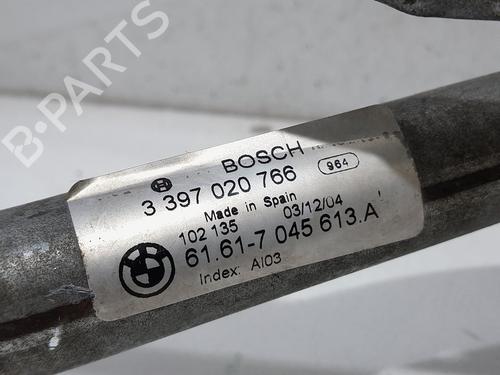 B-PARTS
BOSCH
3 397 020 766
964
Made in Spain
102 135
03/12/04
61.61-7 045 613.A
Index: AI03